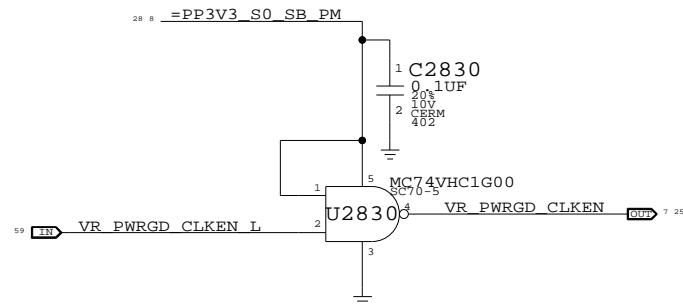 28 8 =PP3V3_S0_SB_PM
1 C2830
0.1UF
20%
10V
2 CERM
402
5 MC74VHC1G00
SC70-5
1
U2830 4 VR_PWRGD_CLKEN OUT 7 25
59 IN VR_PWRGD_CLKEN_L 2
3